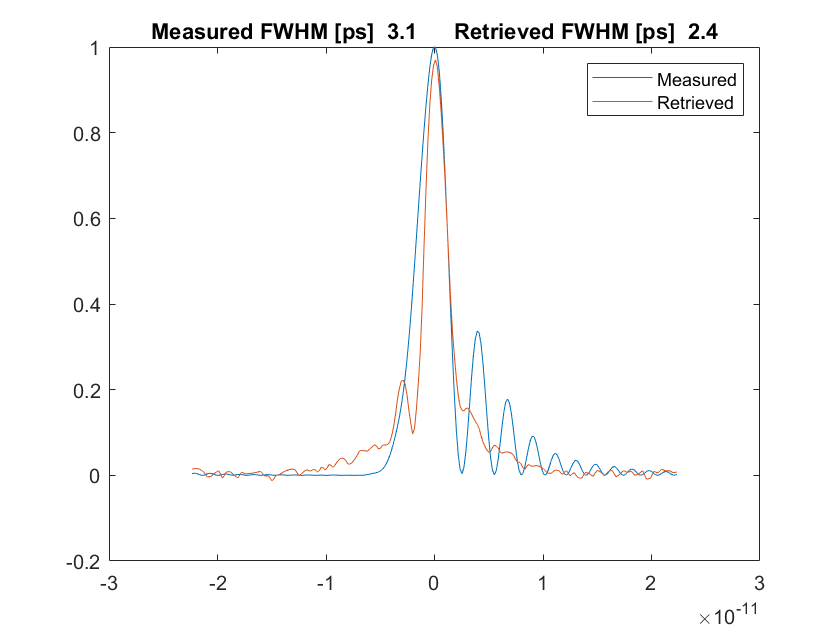 Measured FWHM [ps]  3.1      Retrieved FWHM [ps]  2.4
1
Measured
Retrieved
0.8
0.6
0.4
0.2
0
-0.2
-3 -2 -1 0 1 2 3
×10-11